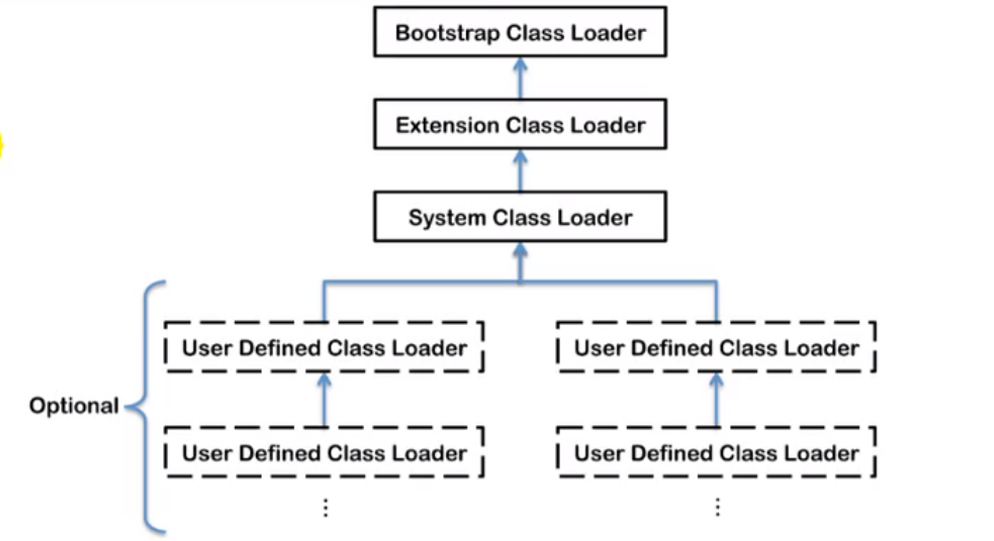 Bootstrap Class Loader
Extension Class Loader
System Class Loader
User Defined Class Loader
User Defined Class Loader
Optional
User Defined Class Loader
User Defined Class Loader